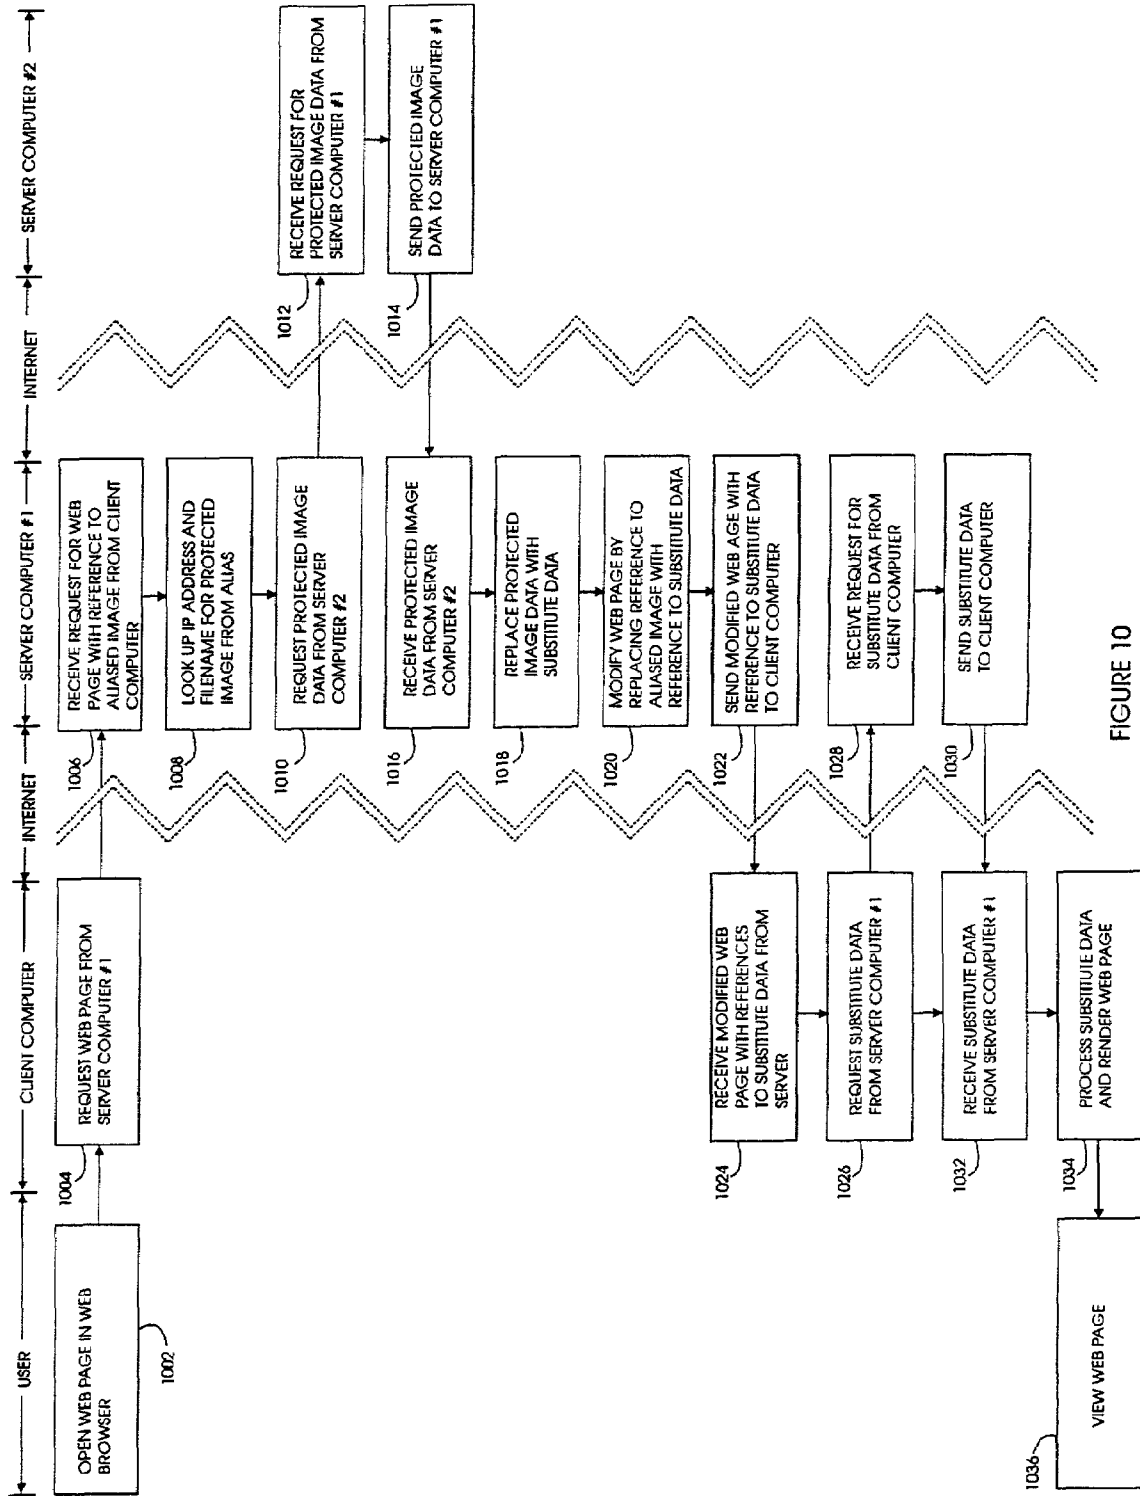 USER
CLIENT COMPUTER
INTERNET
SERVER COMPUTER #1
INTERNET
SERVER COMPUTER #2
OPEN WEB PAGE IN WEB
BROWSER
1002
REQUEST WEB PAGE FROM
SERVER COMPUTER #1
1004
RECEIVE REQUEST FOR WEB
PAGE WITH REFERENCE TO
ALIASED IMAGE FROM CLIENT
COMPUTER
1006
LOOK UP IP ADDRESS AND
FILENAME FOR PROTECTED
IMAGE FROM ALIAS
1008
REQUEST PROTECTED IMAGE
DATA FROM SERVER
COMPUTER #2
1010
RECEIVE REQUEST FOR
PROTECTED IMAGE DATA FROM
SERVER COMPUTER #1
1012
SEND PROTECTED IMAGE
DATA TO SERVER COMPUTER #1
1014
RECEIVE PROTECTED IMAGE
DATA FROM SERVER
COMPUTER #2
1016
REPLACE PROTECTED
IMAGE DATA WITH
SUBSTITUTE DATA
1018
MODIFY WEB PAGE BY
REPLACING REFERENCE TO
ALIASED IMAGE WITH
REFERENCE TO SUBSTITUTE DATA
1020
SEND MODIFIED WEB AGE WITH
REFERENCE TO SUBSTITUTE DATA
TO CLIENT COMPUTER
1022
RECEIVE MODIFIED WEB
PAGE WITH REFERENCES
TO SUBSTITUTE DATA FROM
SERVER
1024
REQUEST SUBSTITUTE DATA
FROM SERVER COMPUTER #1
1026
RECEIVE REQUEST FOR
SUBSTITUTE DATA FROM
CLIENT COMPUTER
1028
SEND SUBSTITUTE DATA
TO CLIENT COMPUTER
1030
RECEIVE SUBSTITUTE DATA
FROM SERVER COMPUTER #1
1032
PROCESS SUBSTITUTE DATA
AND RENDER WEB PAGE
1034
VIEW WEB PAGE
1036
FIGURE 10